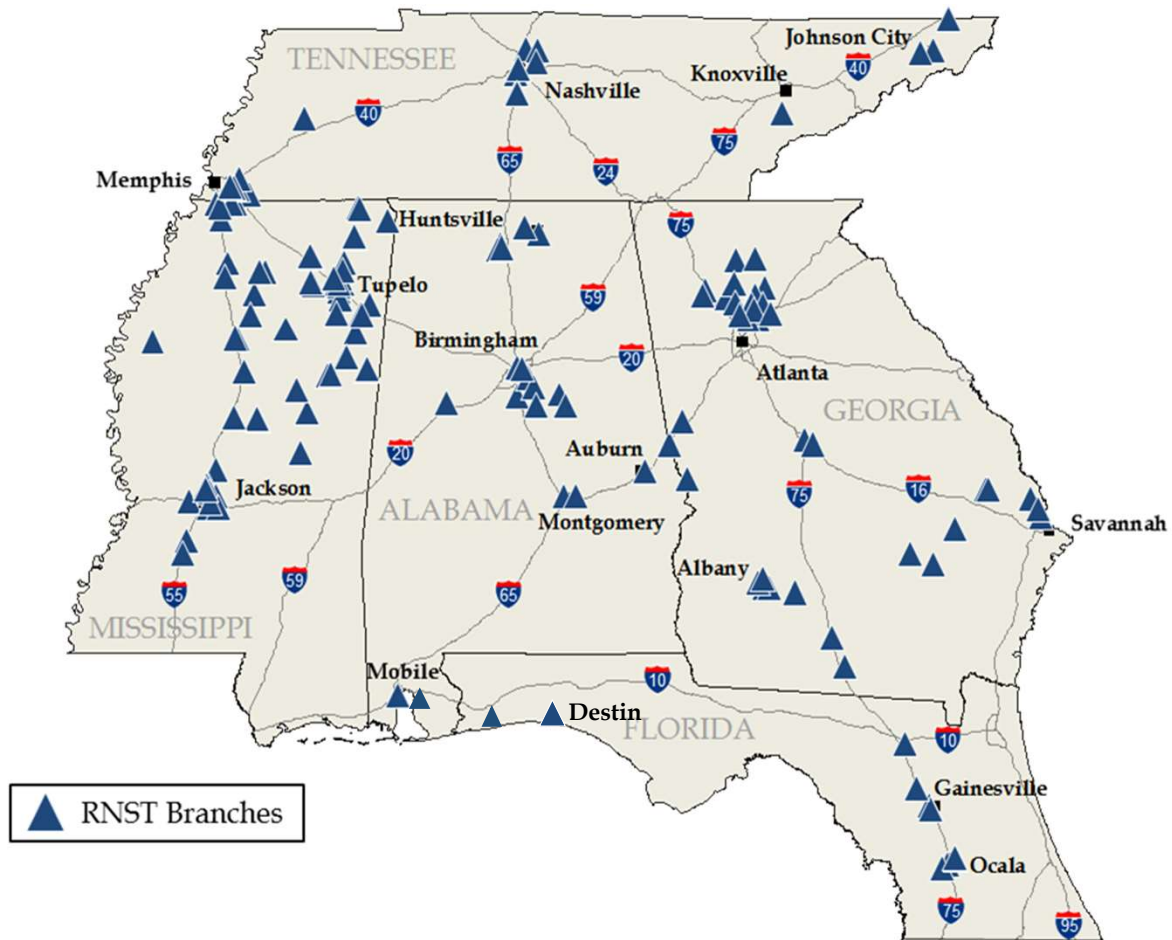 Johnson City
TENNESSEE
40
Knoxville
Nashville
40
75
65
24
Memphis
Huntsville
75
Tupelo
59
Birmingham
20
Atlanta
GEORGIA
Auburn
20
Jackson
75
16
ALABAMA
Montgomery
Savannah
Albany
59
55
65
MISSISSIPPI
Mobile
10
Destin
FLORIDA
10
Gainesville
RNST Branches
Ocala
75
95